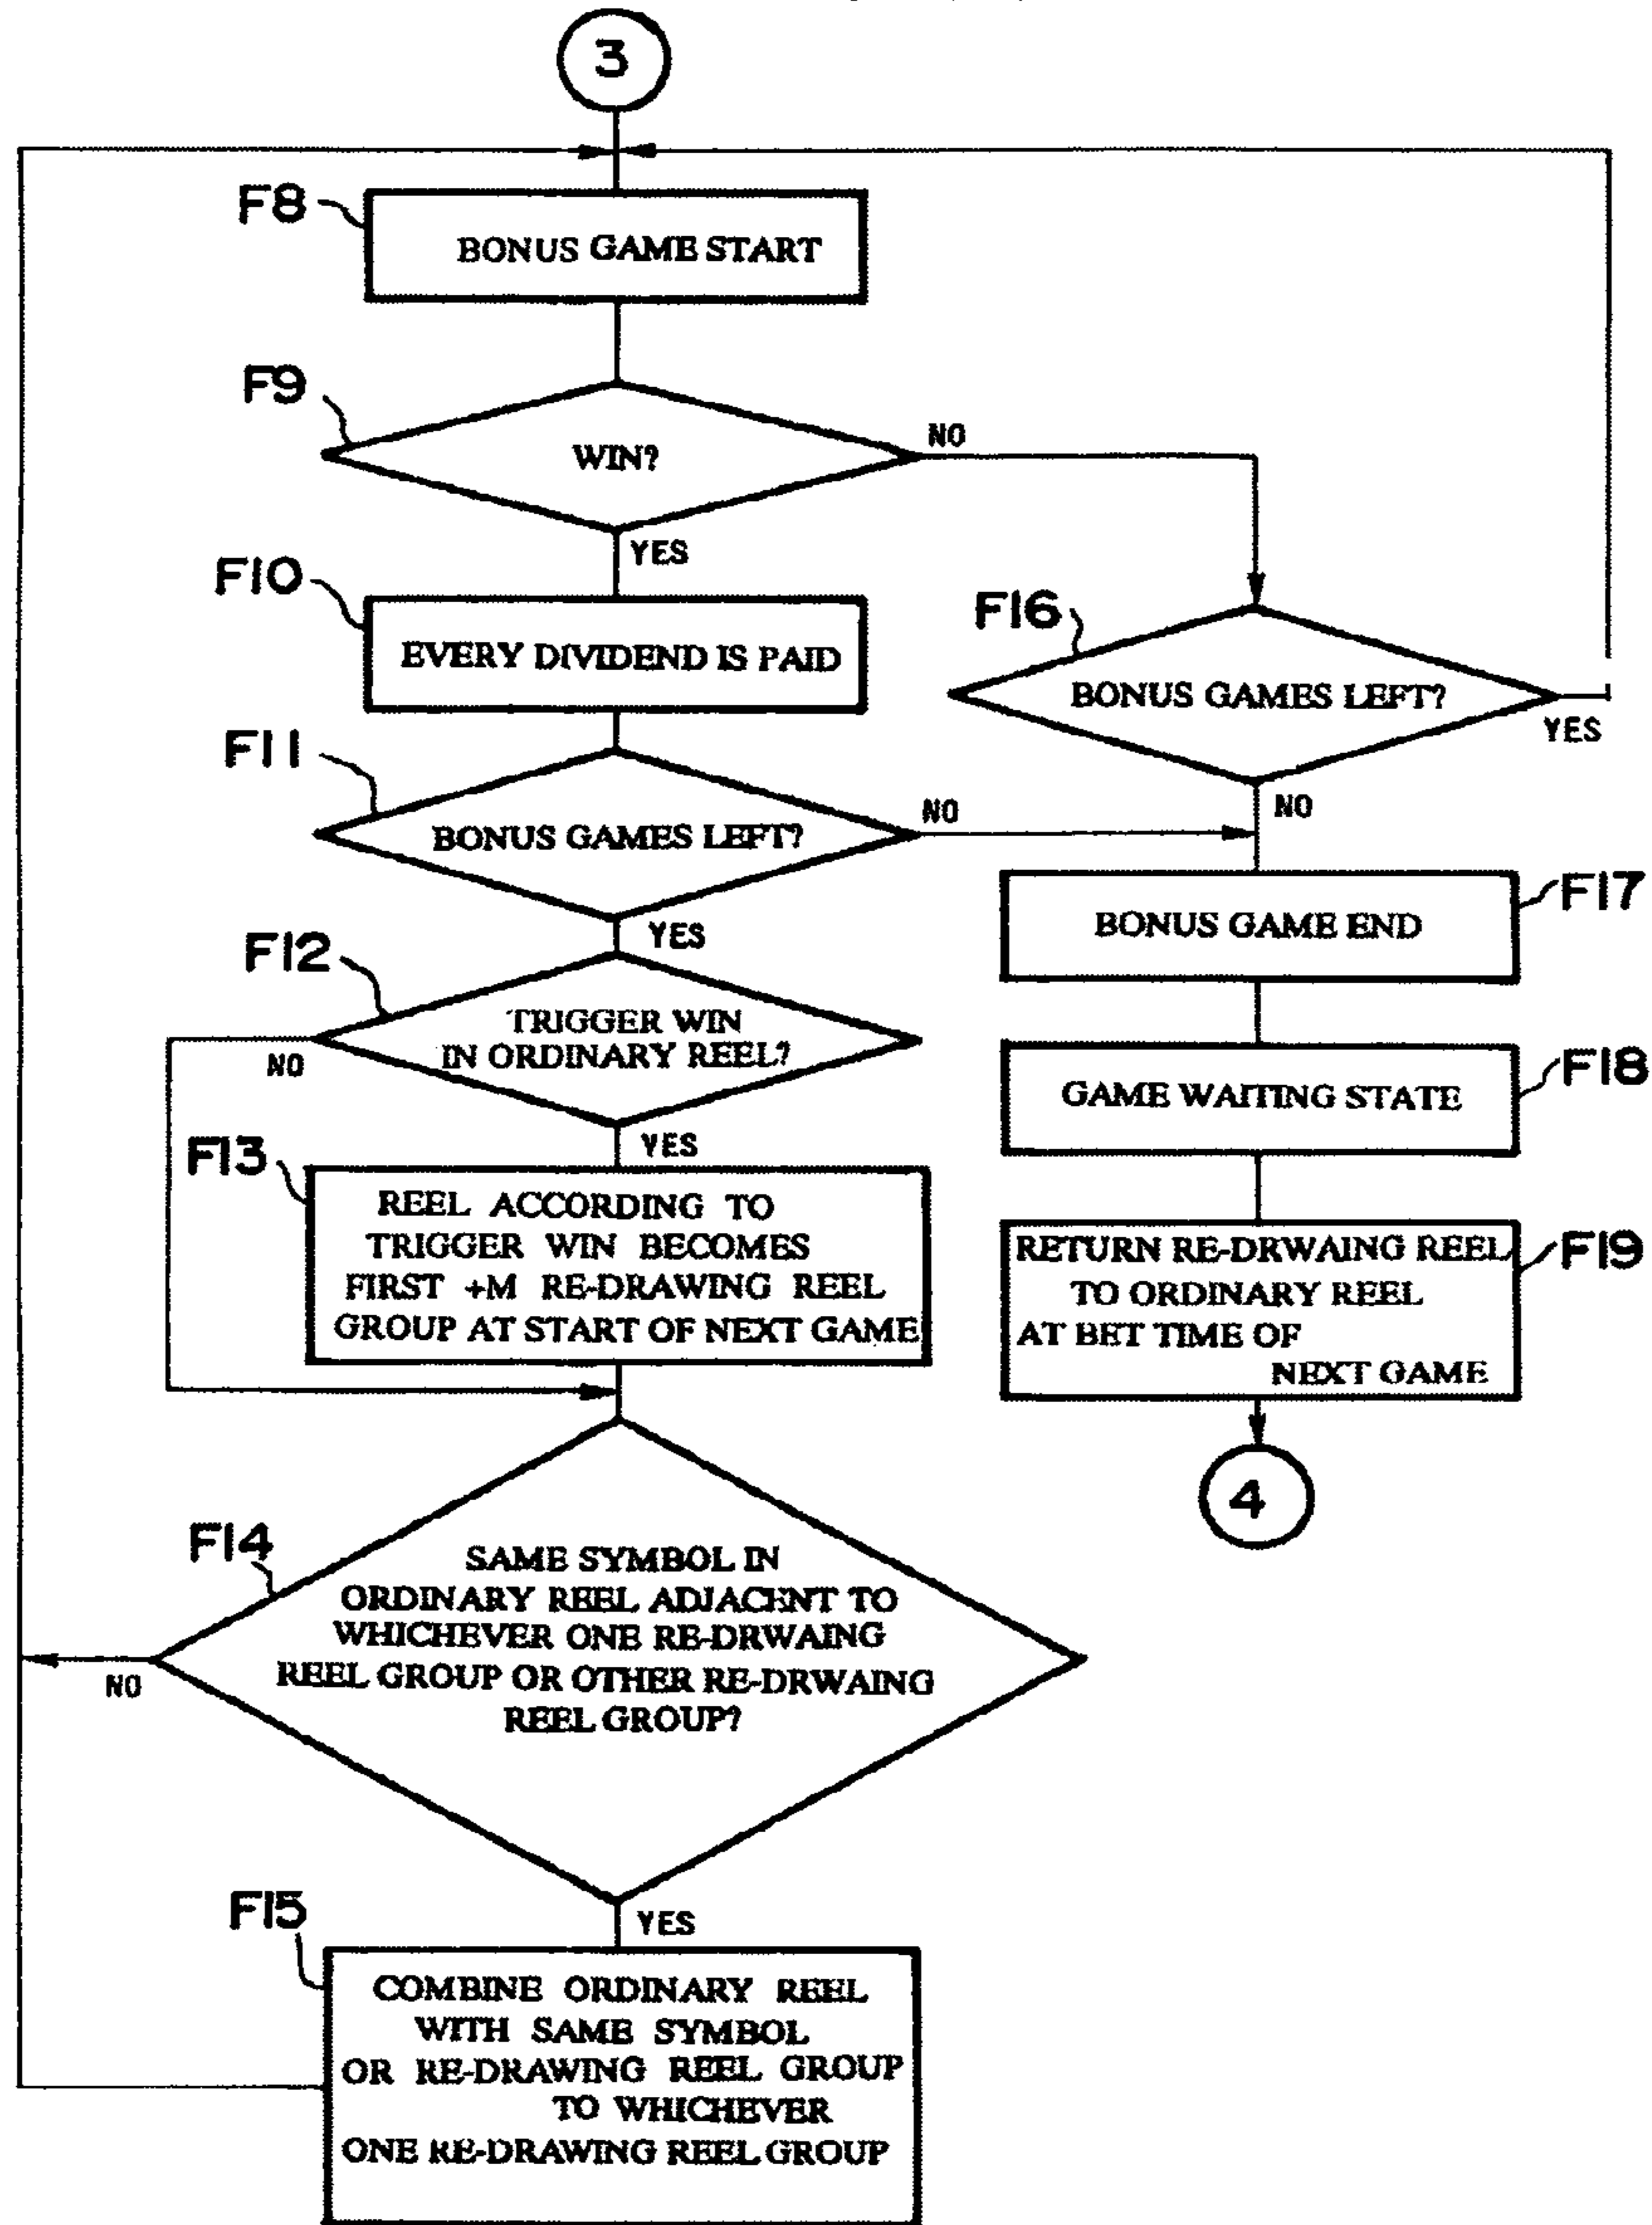 3
F8
BONUS GAME START
F9
WIN?
NO
YES
F10
EVERY DIVIDEND IS PAID
F16
BONUS GAMES LEFT?
YES
NO
F11
BONUS GAMES LEFT?
NO
YES
F17
BONUS GAME END
F12
TRIGGER WIN
IN ORDINARY REEL?
NO
YES
F18
GAME WAITING STATE
F13
REEL ACCORDING TO
TRIGGER WIN BECOMES
FIRST +M RE-DRAWING REEL
GROUP AT START OF NEXT GAME
F19
RETURN RE-DRWAING REEL
TO ORDINARY REEL
AT BET TIME OF
NEXT GAME
4
F14
SAME SYMBOL IN
ORDINARY REEL ADJACENT TO
WHICHEVER ONE RE-DRWAING
REEL GROUP OR OTHER RE-DRWAING
REEL GROUP?
NO
YES
F15
COMBINE ORDINARY REEL
WITH SAME SYMBOL
OR RE-DRAWING REEL GROUP
TO WHICHEVER
ONE RE-DRAWING REEL GROUP